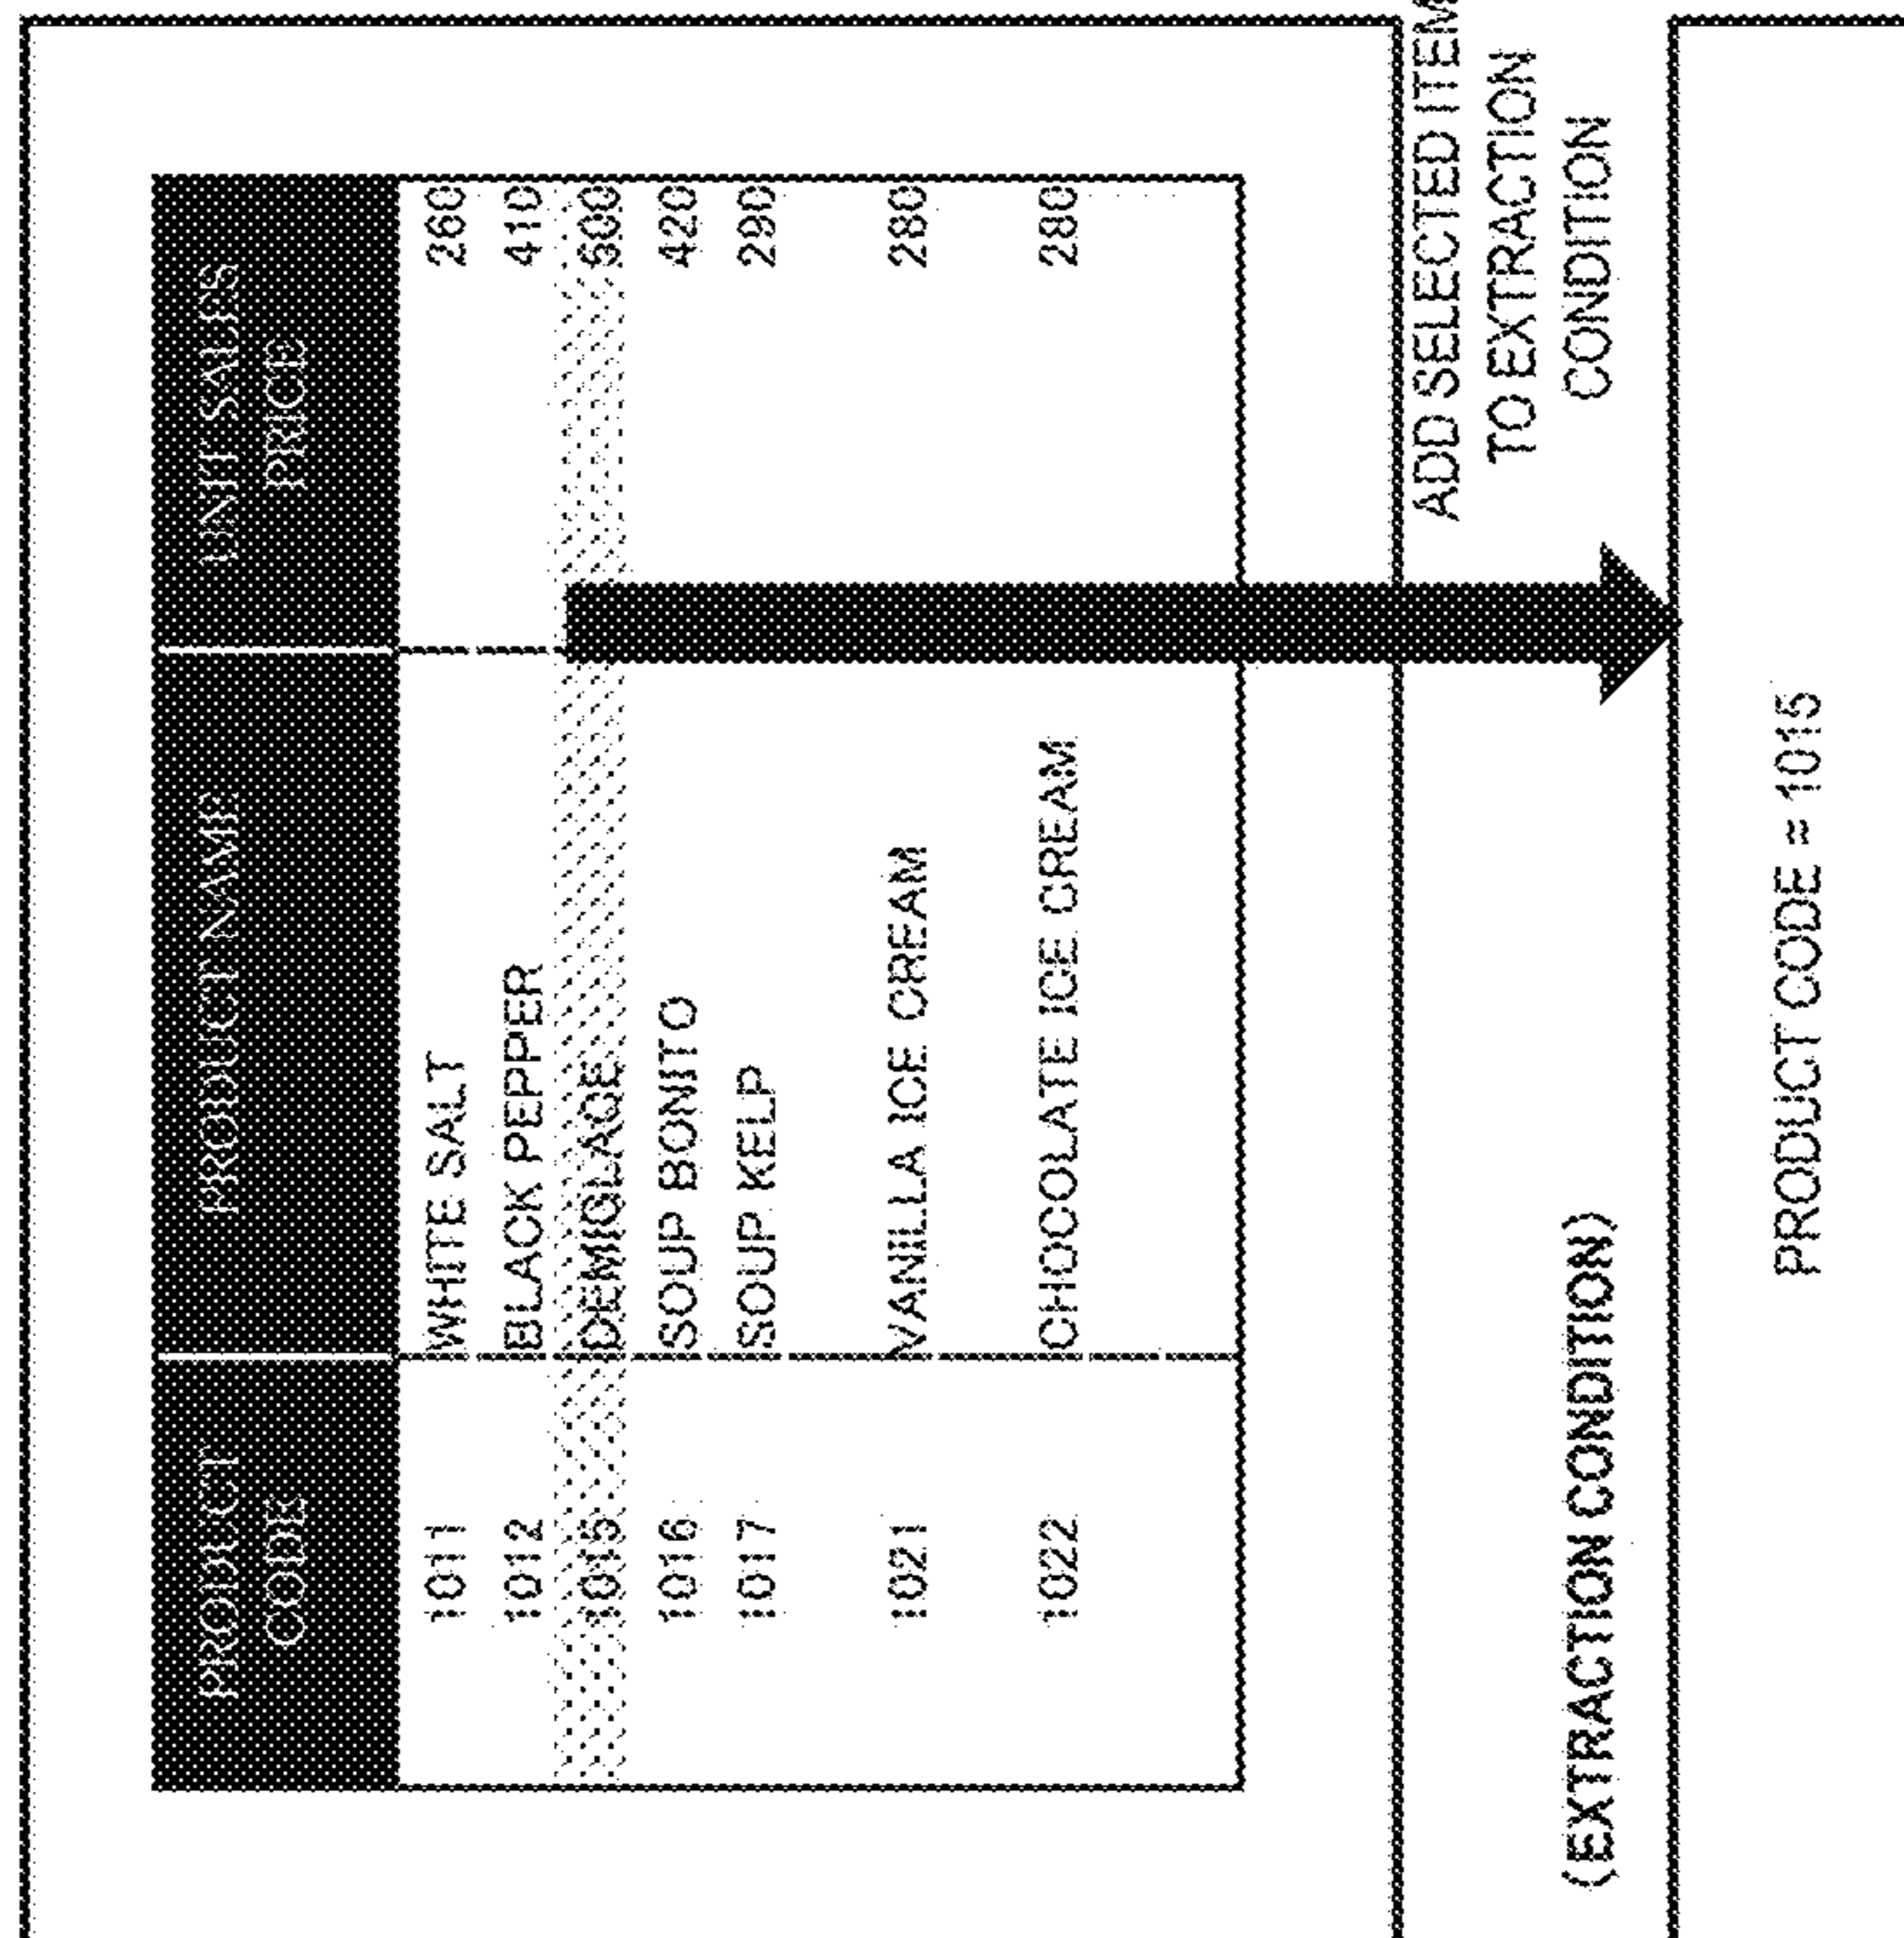 PRODUCT CODE PRODUCT NAME UNIT SALES PRICE
1011 WHITE SALT 260
1012 BLACK PEPPER 410
1015 DEMIGLACE
1016 SOUP BONITO 420
1017 SOUP KELP 290
1021 VANILLA ICE CREAM 280
1022 CHOCOLATE ICE CREAM 280
ADD SELECTED ITEM
TO EXTRACTION
CONDITION
(EXTRACTION CONDITION)
PRODUCT CODE = 1015